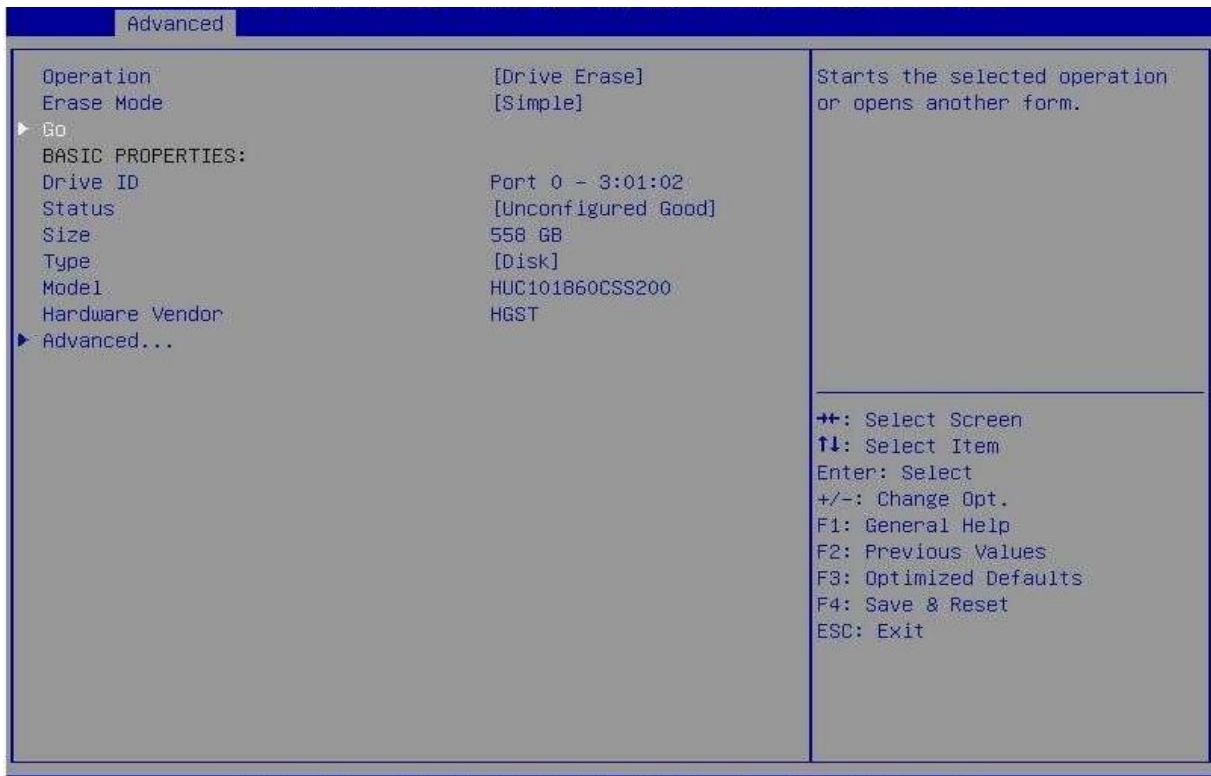 Advanced
Operation [Drive Erase]
Erase Mode [Simple]
Go
BASIC PROPERTIES:
Drive ID Port 0 - 3:01:02
Status [Unconfigured Good]
Size 558 GB
Type [Disk]
Model HUC101860CSS200
Hardware Vendor HGST
Advanced...
Starts the selected operation
or opens another form.
→←: Select Screen
↑↓: Select Item
Enter: Select
+/-: Change Opt.
F1: General Help
F2: Previous Values
F3: Optimized Defaults
F4: Save & Reset
ESC: Exit